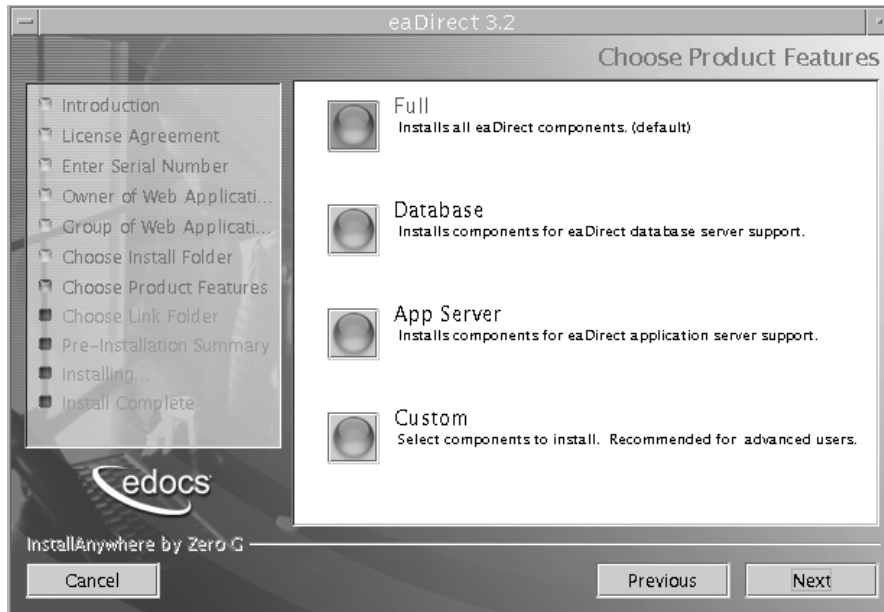 eaDirect 3.2
Choose Product Features
Introduction
License Agreement
Enter Serial Number
Owner of Web Applicati...
Group of Web Applicati...
Choose Install Folder
Choose Product Features
Choose Link Folder
Pre-Installation Summary
Installing...
Install Complete
edocs
Full
Installs all eaDirect components. (default)
Database
Installs components for eaDirect database server support.
App Server
Installs components for eaDirect application server support.
Custom
Select components to install. Recommended for advanced users.
InstallAnywhere by Zero G
Cancel
Previous
Next